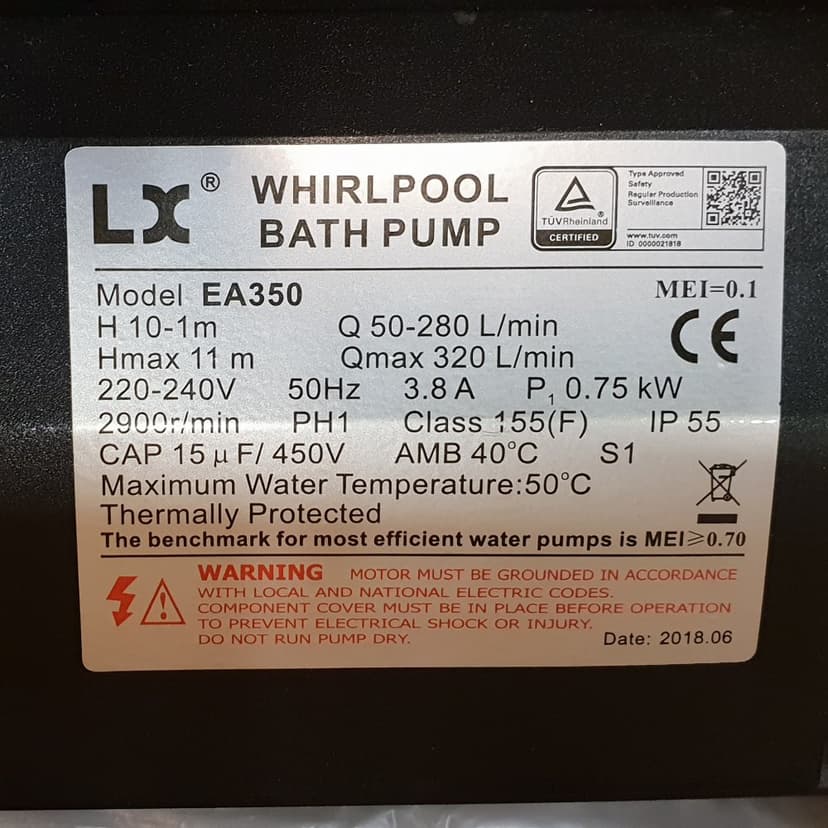 LX® WHIRLPOOL
BATH PUMP
TÜVRheinland®
CERTIFIED
Type Approved
Safety
Regular Production
Surveillance
www.tuv.com
ID 0000021818
Model EA350 MEI=0.1
H 10-1m Q 50-280 L/min CE
Hmax 11 m Qmax 320 L/min
220-240V 50Hz 3.8A P₁ 0.75 kW
2900r/min PH1 Class 155(F) IP 55
CAP 15μF/ 450V AMB 40°C S1
Maximum Water Temperature:50°C
Thermally Protected
The benchmark for most efficient water pumps is MEI≥0.70
WARNING MOTOR MUST BE GROUNDED IN ACCORDANCE
WITH LOCAL AND NATIONAL ELECTRIC CODES.
COMPONENT COVER MUST BE IN PLACE BEFORE OPERATION
TO PREVENT ELECTRICAL SHOCK OR INJURY.
DO NOT RUN PUMP DRY. Date: 2018.06